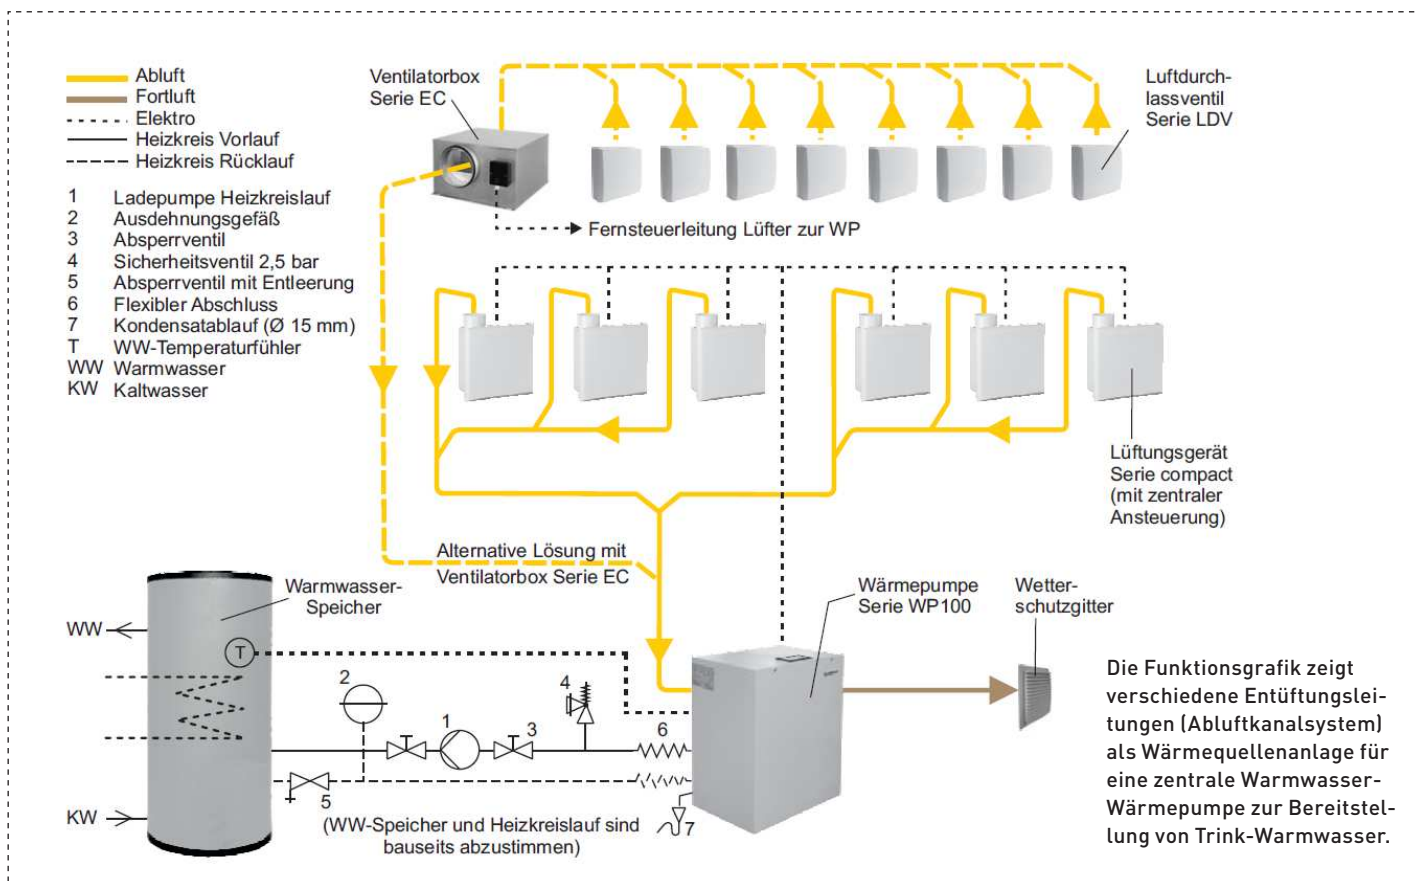 Abluft
Fortluft
Elektro
Heizkreis Vorlauf
Heizkreis Rücklauf
1 Ladepumpe Heizkreislauf
2 Ausdehnungsgefäß
3 Absperrventil
4 Sicherheitsventil 2,5 bar
5 Absperrventil mit Entleerung
6 Flexibler Abschluss
7 Kondensatablauf (Ø 15 mm)
T WW-Temperaturfühler
WW Warmwasser
KW Kaltwasser
Ventilatorbox
Serie EC
Luftdurch-
lassventil
Serie LDV
Fernsteuerleitung Lüfter zur WP
Lüftungsgerät
Serie compact
(mit zentraler
Ansteuerung)
Alternative Lösung mit
Ventilatorbox Serie EC
Warmwasser-
Speicher
Wärmepumpe
Serie WP100
Wetter-
schutzgitter
WW
T
2
4
1
3
6
5
7
KW
(WW-Speicher und Heizkreislauf sind
bauseits abzustimmen)
Die Funktionsgrafik zeigt
verschiedene Entüftungslei-
tungen (Abluftkanalsystem)
als Wärmequellenanlage für
eine zentrale Warmwasser-
Wärmepumpe zur Bereitstel-
lung von Trink-Warmwasser.